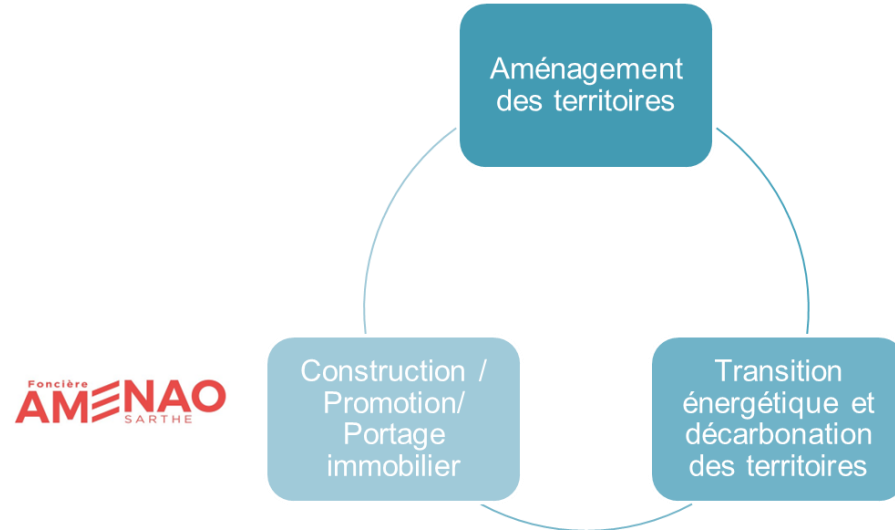 Aménagement
des territoires
Foncière
AMENAO
SARTHE
Construction /
Promotion/
Portage
immobilier
Transition
énergétique et
décarbonation
des territoires